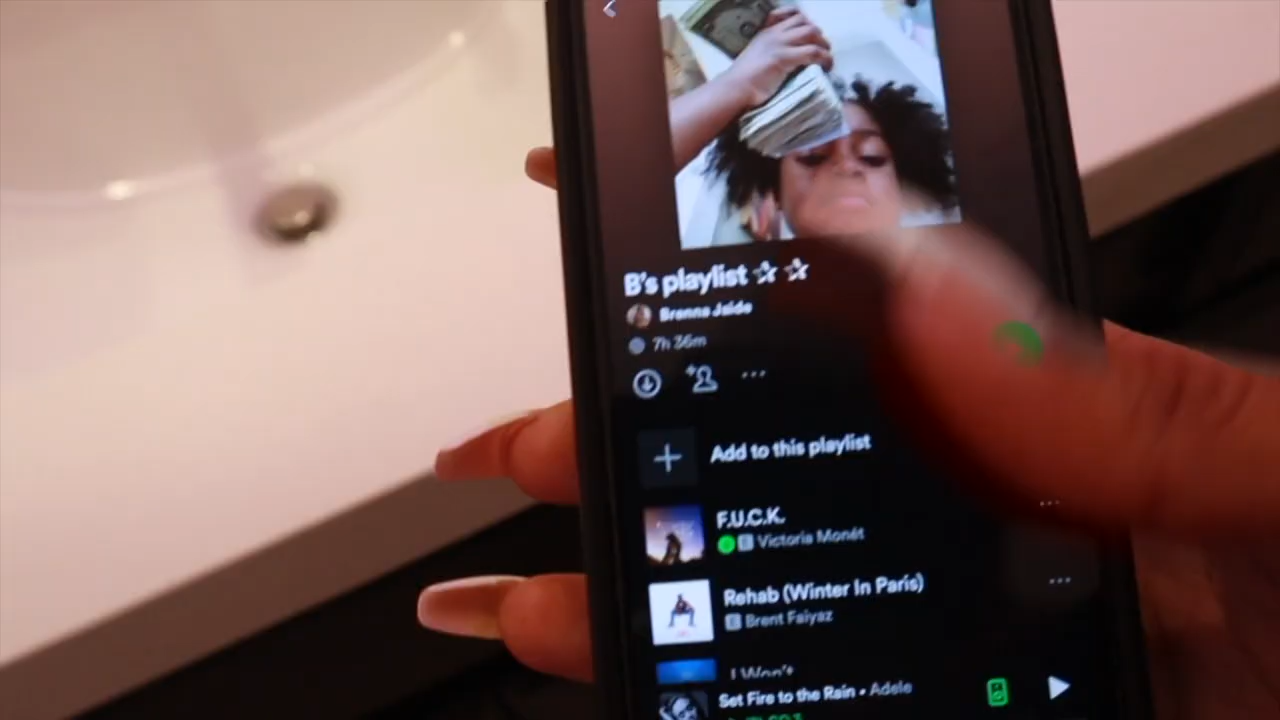 B's playlist ☆ ☆
Brenna Jaide
7h 36m
Add to this playlist
F.U.C.K.
E Victoria Monét
Rehab (Winter In Paris)
E Brent Faiyaz
I Won't
Set Fire to the Rain • Adele